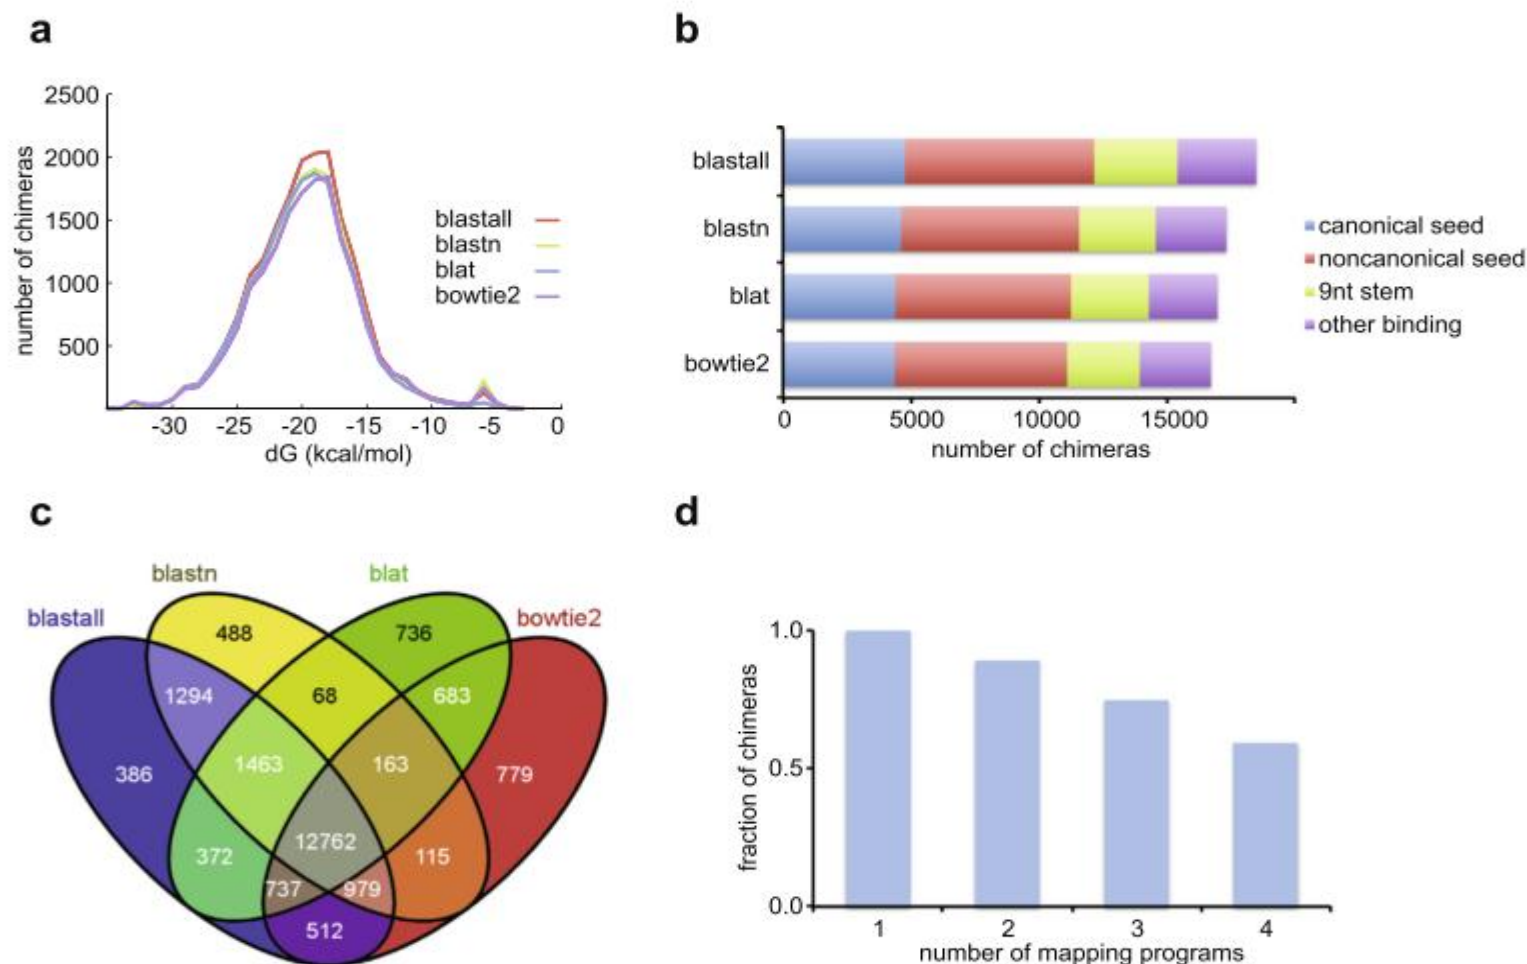 a
2500
2000
1500
1000
500
number of chimeras
blastall
blastn
blat
bowtie2
-30 -25 -20 -15 -10 -5 0
dG (kcal/mol)
b
blastall
blastn
blat
bowtie2
0 5000 10000 15000
number of chimeras
canonical seed
noncanonical seed
9nt stem
other binding
c
blastn blat
blastall bowtie2
488 736
1294 68 683
386 1463 163 779
372 12762 115
737 979
512
d
1.0
0.5
0.0
fraction of chimeras
1 2 3 4
number of mapping programs